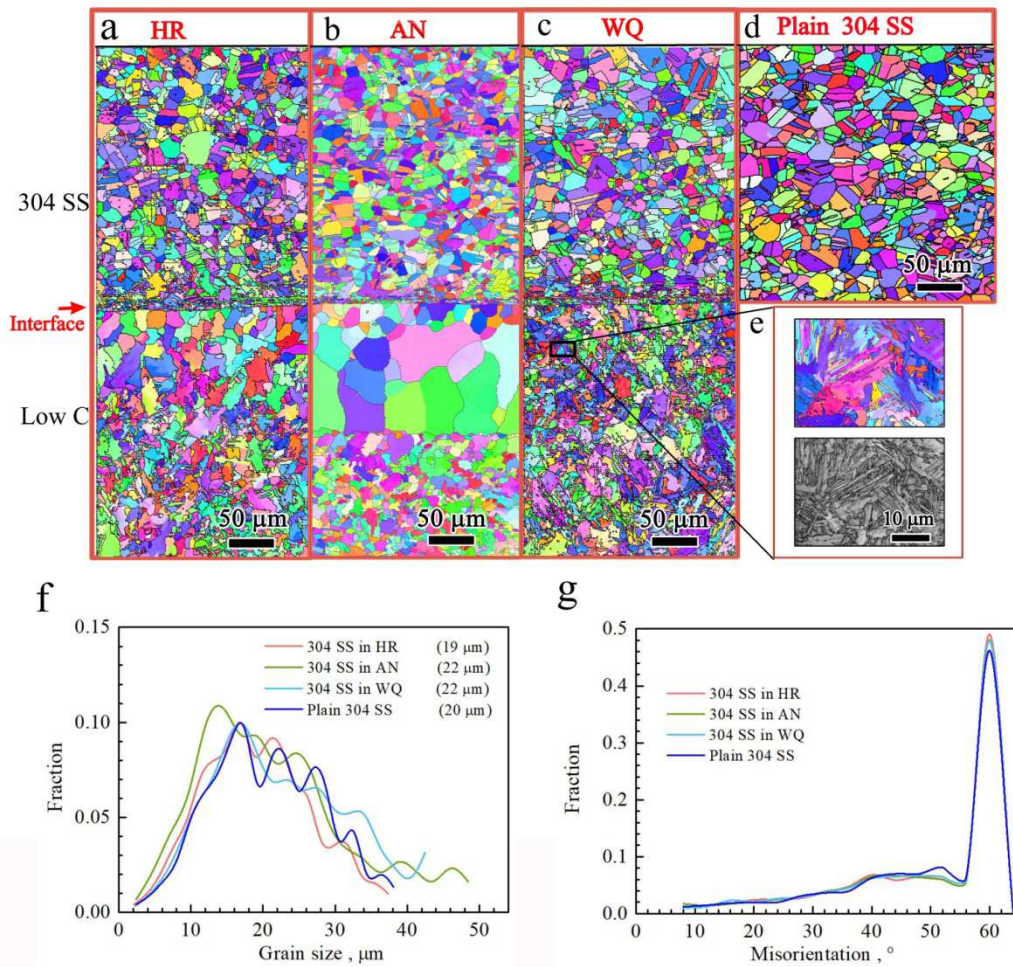 a HR
b AN
c WQ
d Plain 304 SS
304 SS
Interface
Low C
50 μm
50 μm
50 μm
50 μm
e
10 μm
f
0.15
0.10
0.05
0.00
Fraction
304 SS in HR (19 μm)
304 SS in AN (22 μm)
304 SS in WQ (22 μm)
Plain 304 SS (20 μm)
0 10 20 30 40 50
Grain size , μm
g
0.5
0.4
0.3
0.2
0.1
0.0
Fraction
304 SS in HR
304 SS in AN
304 SS in WQ
Plain 304 SS
0 10 20 30 40 50 60
Misorientation , °